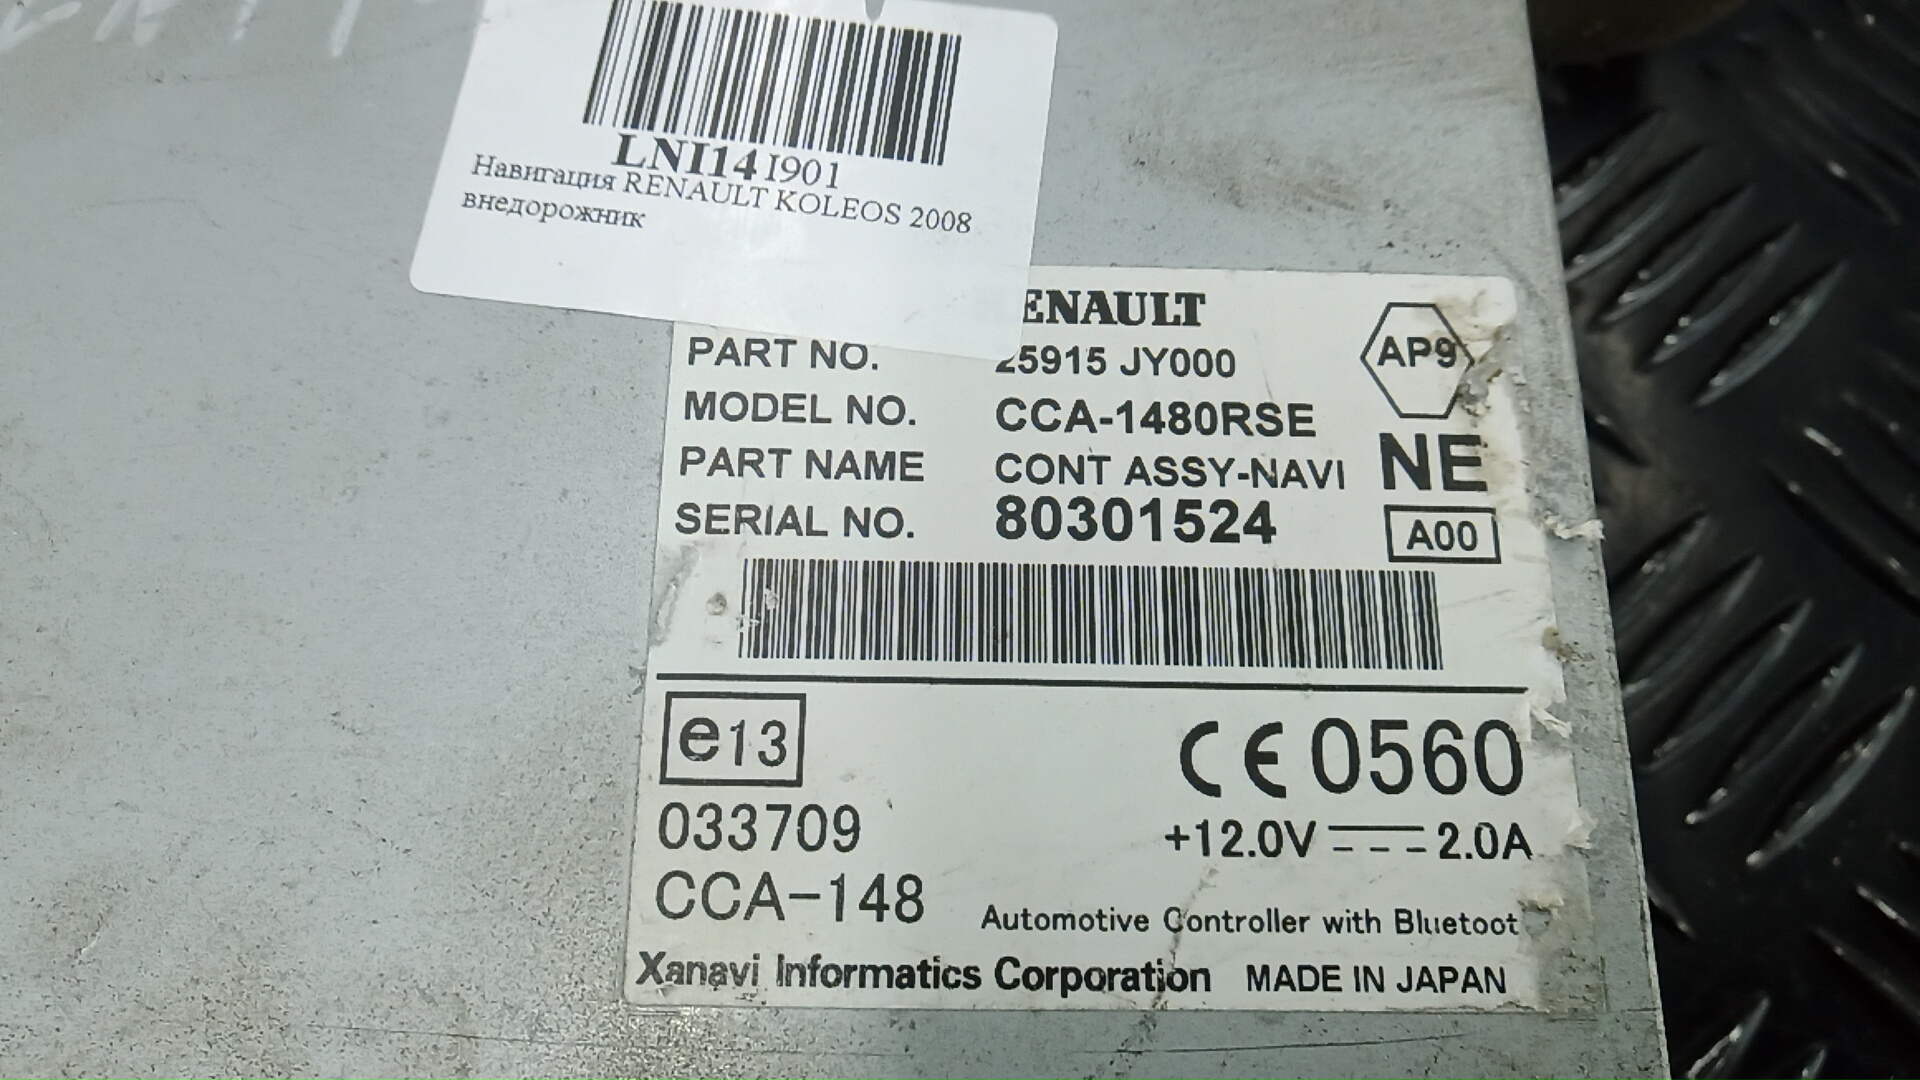 LNI14I901
Навигация RENAULT KOLEOS 2008
внедорожник
RENAULT
PART NO. 25915 JY000
AP9
MODEL NO. CCA-1480RSE
PART NAME CONT ASSY-NAVI
NE
SERIAL NO. 80301524
A00
e13
CE 0560
033709
+12.0V 2.0A
CCA-148
Automotive Controller with Bluetoot
Xanavi Informatics Corporation MADE IN JAPAN